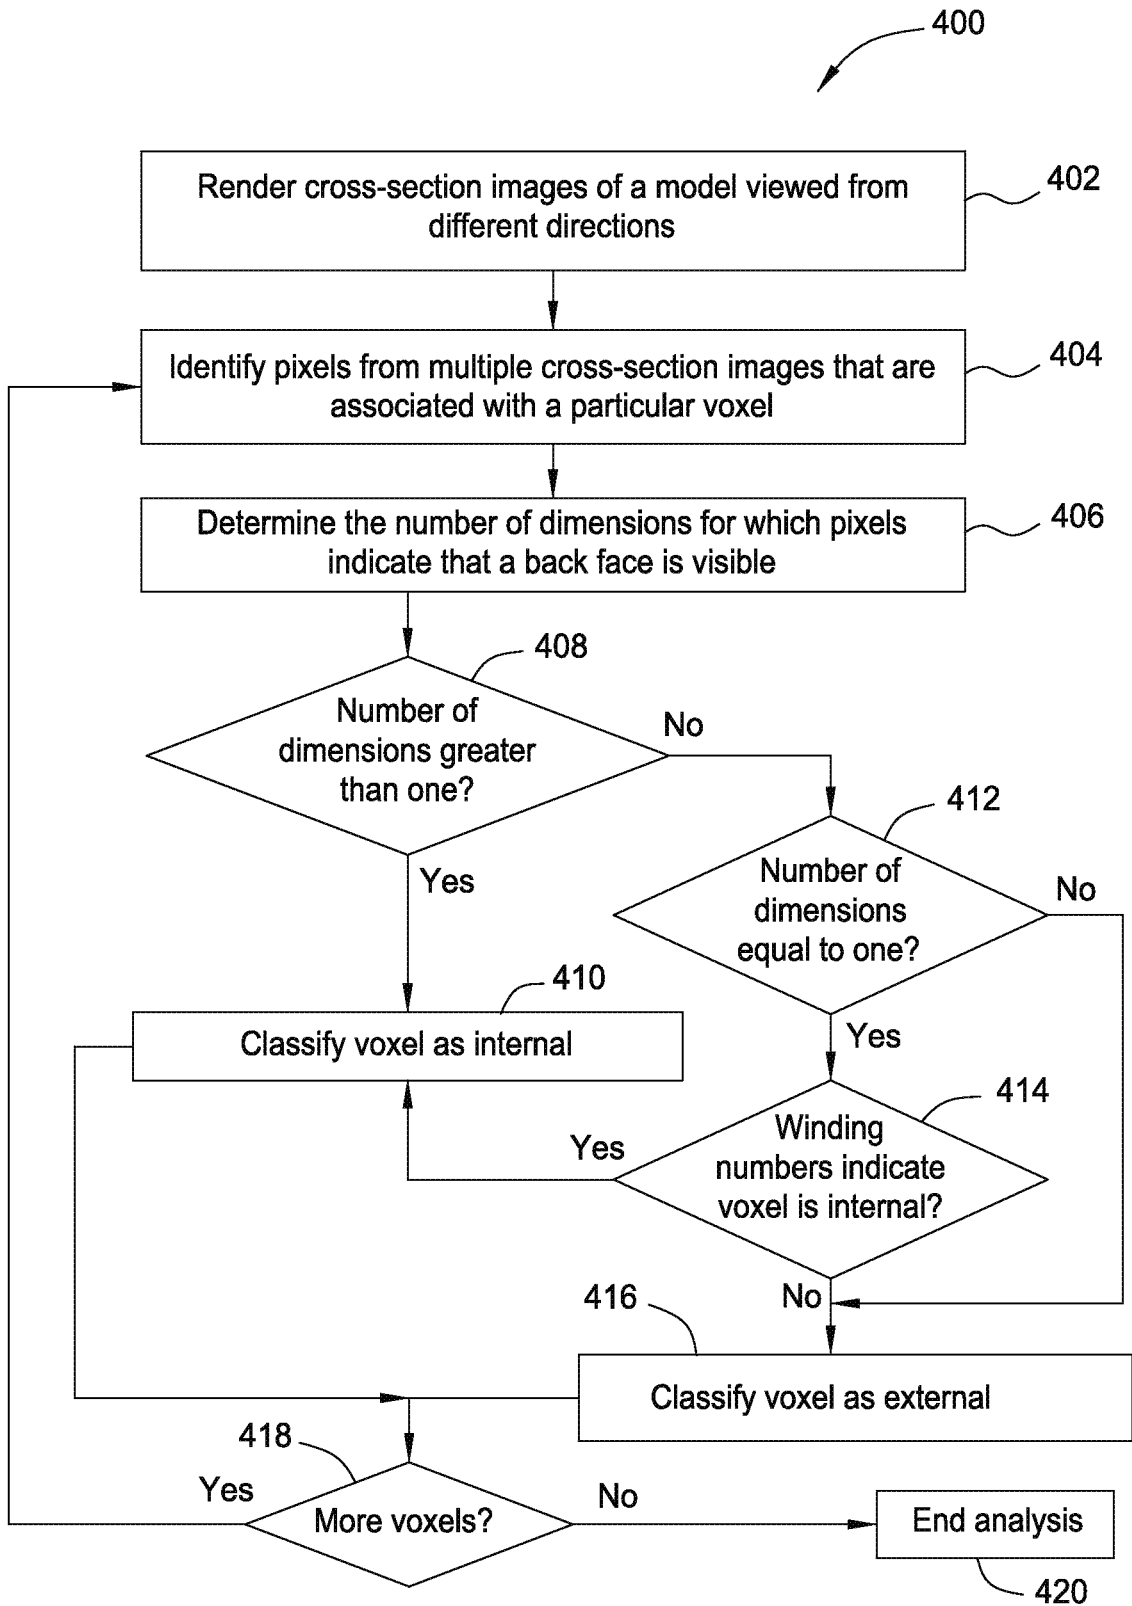 400
Render cross-section images of a model viewed from
different directions
402
Identify pixels from multiple cross-section images that are
associated with a particular voxel
404
Determine the number of dimensions for which pixels
indicate that a back face is visible
406
408
Number of
dimensions greater
than one?
No
Yes
412
Number of
dimensions
equal to one?
No
Yes
410
Classify voxel as internal
414
Winding
numbers indicate
voxel is internal?
Yes
No
416
Classify voxel as external
418
More voxels?
Yes
No
End analysis
420